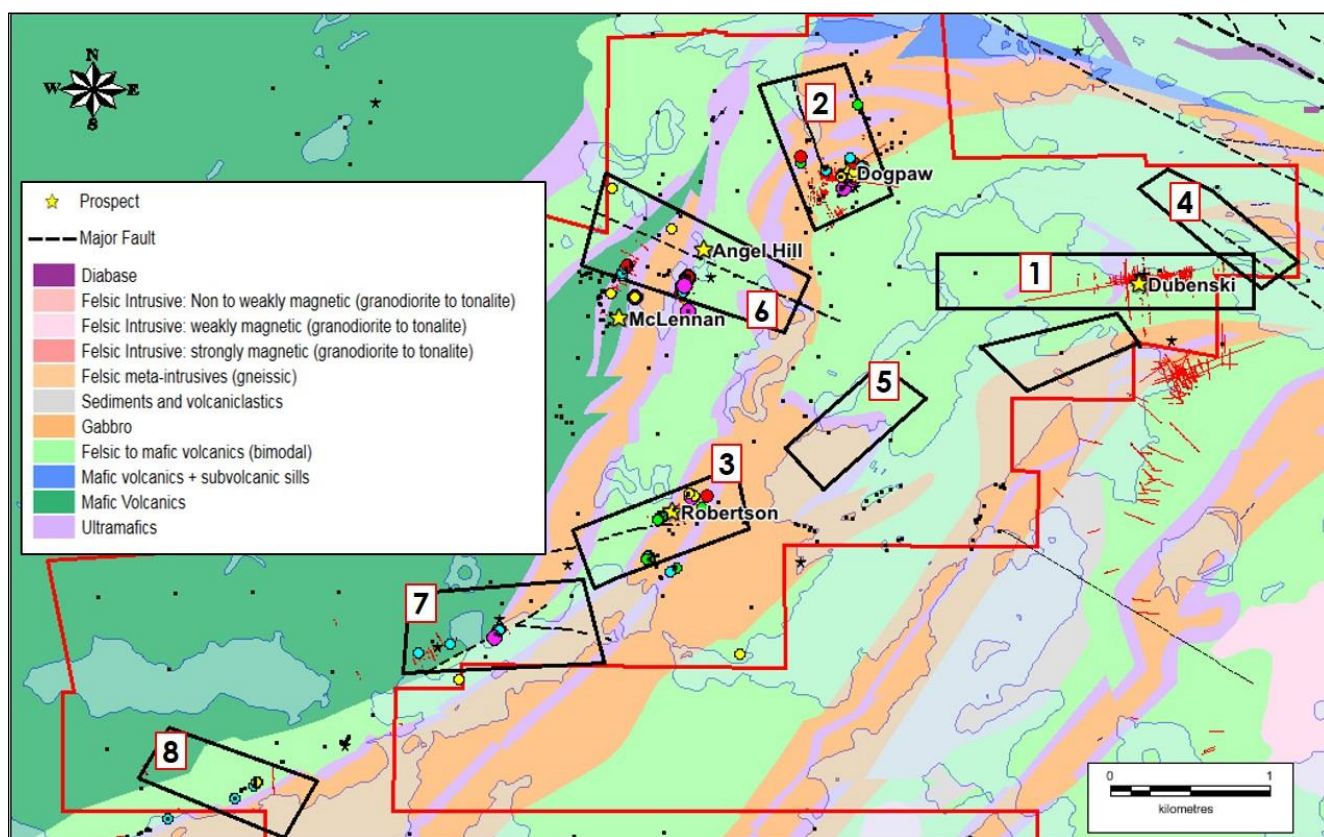 N
W E
S
2
Dogpaw
4
Prospect
Major Fault
Diabase
Felsic Intrusive: Non to weakly magnetic (granodiorite to tonalite)
Felsic Intrusive: weakly magnetic (granodiorite to tonalite)
Felsic Intrusive: strongly magnetic (granodiorite to tonalite)
Felsic meta-intrusives (gneissic)
Sediments and volcaniclastics
Gabbro
Felsic to mafic volcanics (bimodal)
Mafic volcanics + subvolcanic sills
Mafic Volcanics
Ultramafics
Angel Hill
1
Dubenski
6
McLennan
5
3
Robertson
7
8
0 1
kilometres